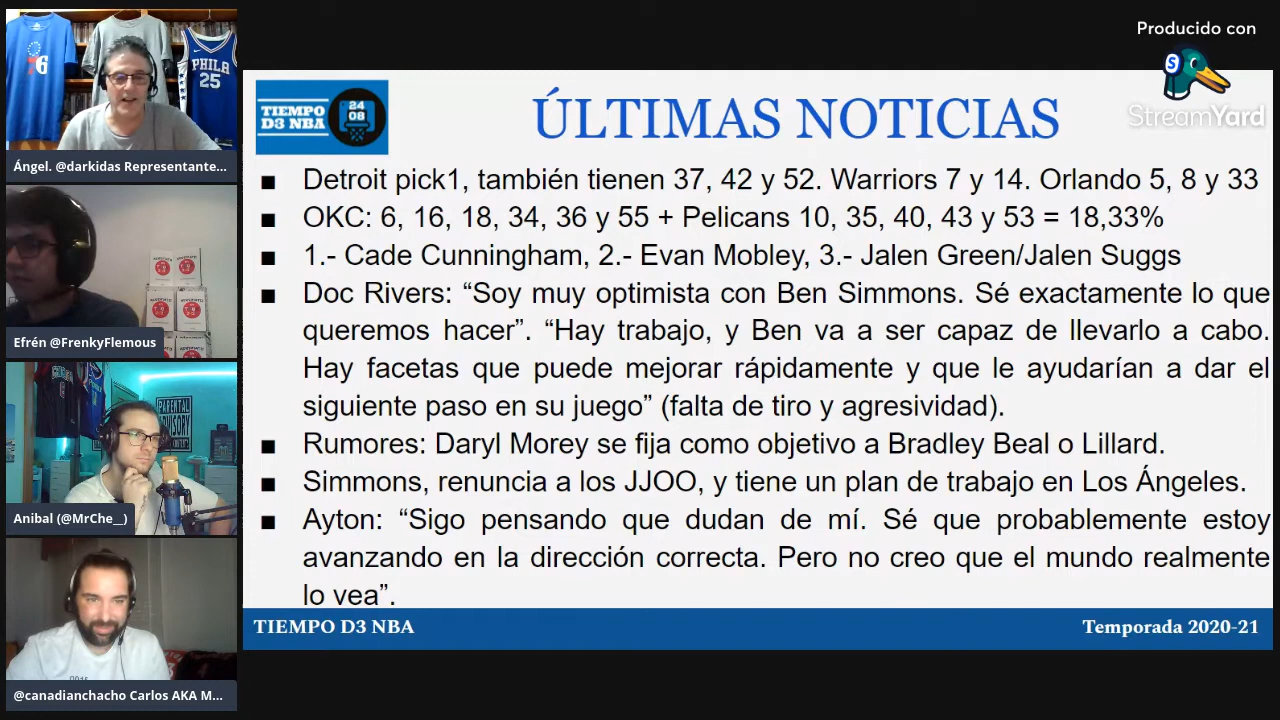 Producido con
StreamYard
TIEMPO
D3 NBA
24
08
ÚLTIMAS NOTICIAS
■ Detroit pick1, también tienen 37, 42 y 52. Warriors 7 y 14. Orlando 5, 8 y 33
■ OKC: 6, 16, 18, 34, 36 y 55 + Pelicans 10, 35, 40, 43 y 53 = 18,33%
■ 1.- Cade Cunningham, 2.- Evan Mobley, 3.- Jalen Green/Jalen Suggs
■ Doc Rivers: “Soy muy optimista con Ben Simmons. Sé exactamente lo que
queremos hacer”. “Hay trabajo, y Ben va a ser capaz de llevarlo a cabo.
Hay facetas que puede mejorar rápidamente y que le ayudarían a dar el
siguiente paso en su juego” (falta de tiro y agresividad).
■ Rumores: Daryl Morey se fija como objetivo a Bradley Beal o Lillard.
■ Simmons, renuncia a los JJOO, y tiene un plan de trabajo en Los Ángeles.
■ Ayton: “Sigo pensando que dudan de mí. Sé que probablemente estoy
avanzando en la dirección correcta. Pero no creo que el mundo realmente
lo vea”.
TIEMPO D3 NBA
Temporada 2020-21
76
PHILA
25
Ángel. @darkidas Representante...
Efrén @FrenkyFlemous
PARENTAL
ADVISORY
Anibal (@MrChe__)
@canadianchacho Carlos AKA M...